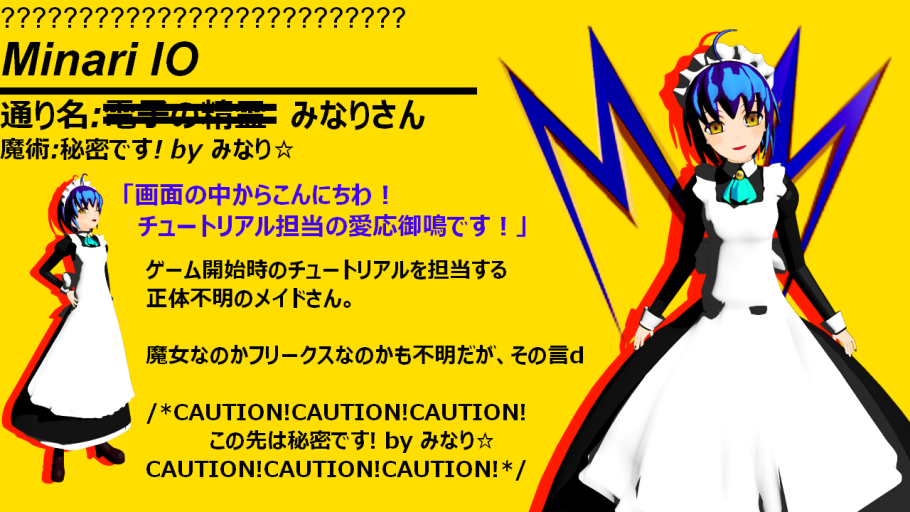 ??????????????????????????
Minari IO
通り名:電子の精霊 みなりさん
魔術:秘密です! by みなり☆
「画面の中からこんにちわ！
チュートリアル担当の愛応御鳴です！」
ゲーム開始時のチュートリアルを担当する
正体不明のメイドさん。
魔女なのかフリークスなのかも不明だが、その言d
/*CAUTION!CAUTION!CAUTION!
この先は秘密です! by みなり☆
CAUTION!CAUTION!CAUTION!*/